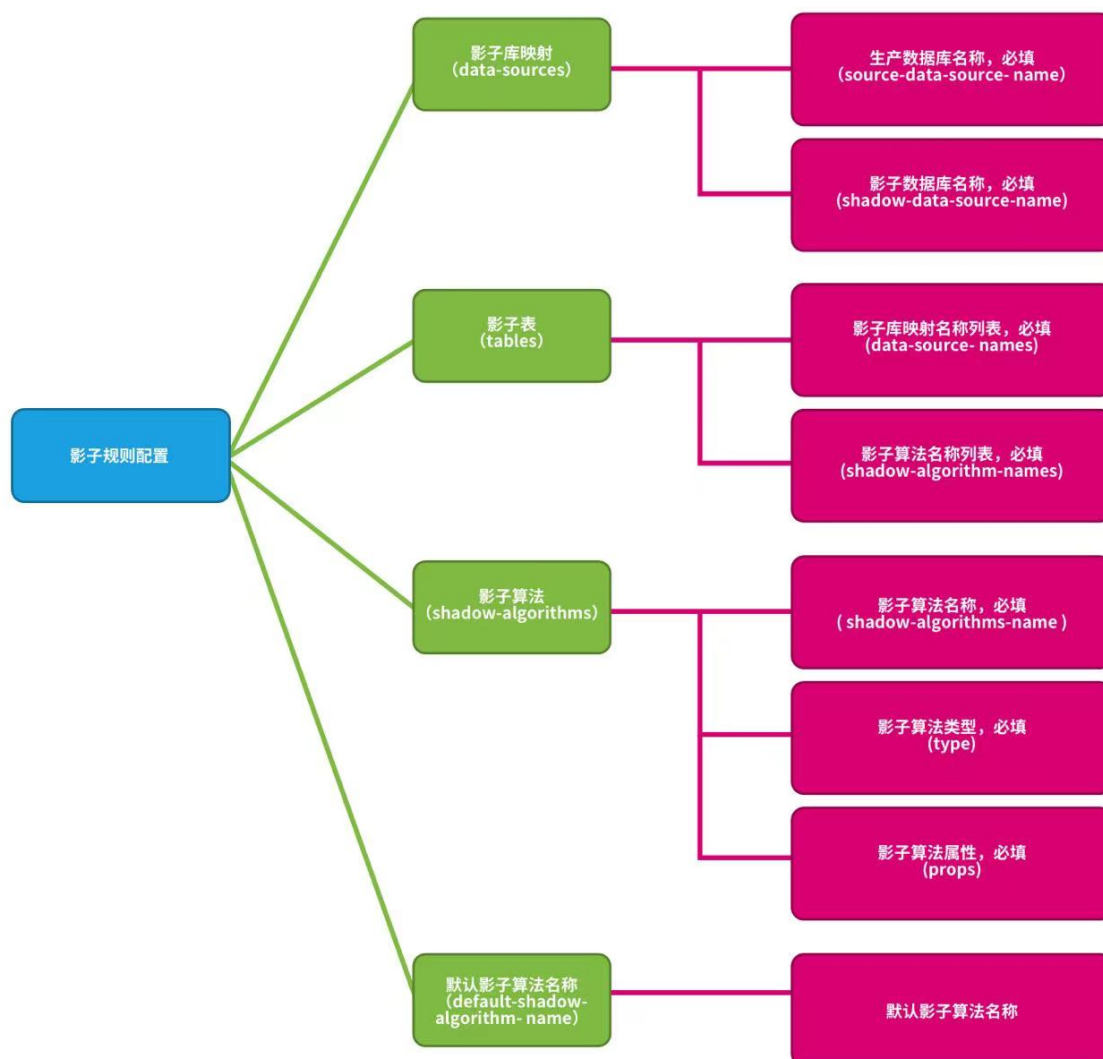 影子规则配置
影子库映射
（data-sources）
生产数据库名称，必填
(source-data-source- name）
影子数据库名称，必填
(shadow-data-source-name)
影子表
（tables）
影子库映射名称列表，必填
(data-source- names)
影子算法名称列表，必填
(shadow-algorithm-names)
影子算法
（shadow-algorithms）
影子算法名称，必填
( shadow-algorithms-name )
影子算法类型，必填
(type)
影子算法属性，必填
(props)
默认影子算法名称
（default-shadow-
algorithm- name）
默认影子算法名称